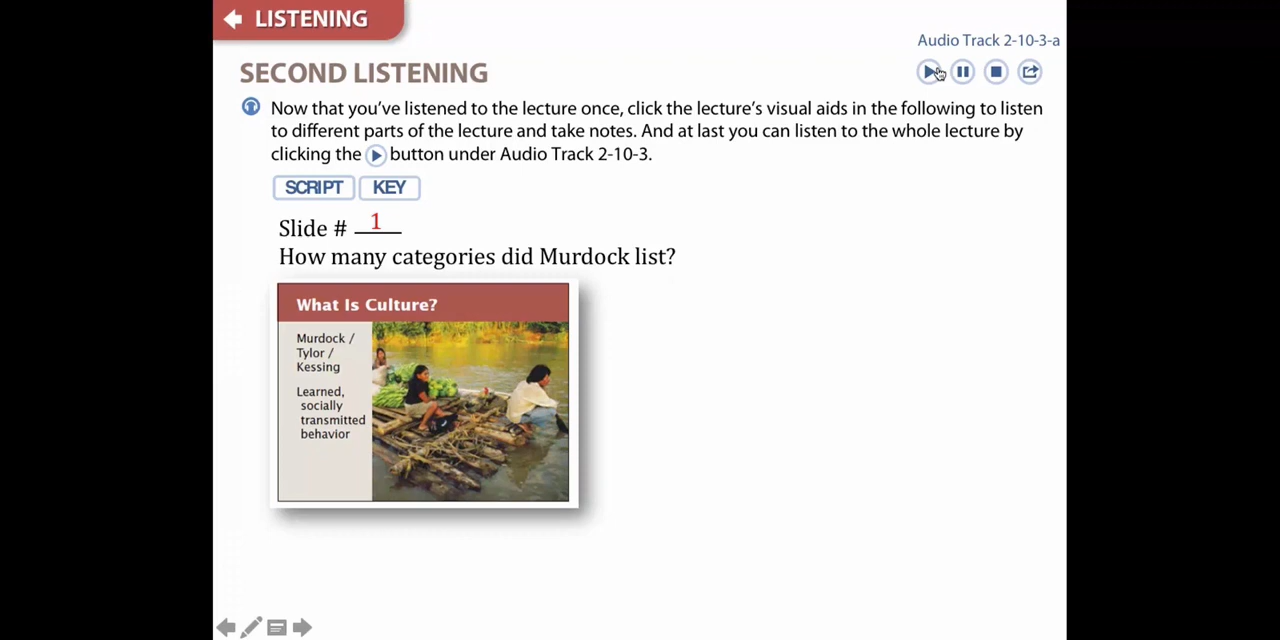 LISTENING
Audio Track 2-10-3-a
SECOND LISTENING
Now that you've listened to the lecture once, click the lecture's visual aids in the following to listen
to different parts of the lecture and take notes. And at last you can listen to the whole lecture by
clicking the button under Audio Track 2-10-3.
SCRIPT KEY
Slide # 1
How many categories did Murdock list?
What Is Culture?
Murdock /
Tylor /
Kessing
Learned,
socially
transmitted
behavior